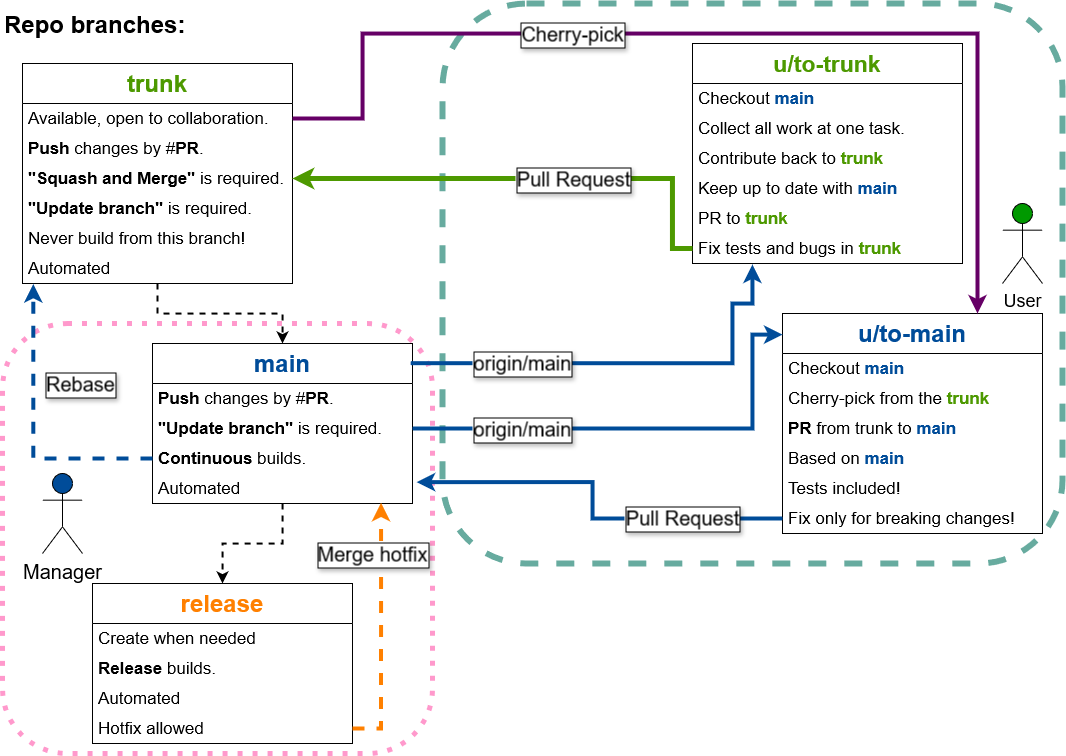 Repo branches:
trunk
Available, open to collaboration.
Push changes by #PR.
"Squash and Merge" is required.
"Update branch" is required.
Never build from this branch!
Automated
Cherry-pick
Pull Request
u/to-trunk
Checkout main
Collect all work at one task.
Contribute back to trunk
Keep up to date with main
PR to trunk
Fix tests and bugs in trunk
User
Rebase
main
Push changes by #PR.
"Update branch" is required.
Continuous builds.
Automated
origin/main
origin/main
Pull Request
u/to-main
Checkout main
Cherry-pick from the trunk
PR from trunk to main
Based on main
Tests included!
Fix only for breaking changes!
Manager
Merge hotfix
release
Create when needed
Release builds.
Automated
Hotfix allowed